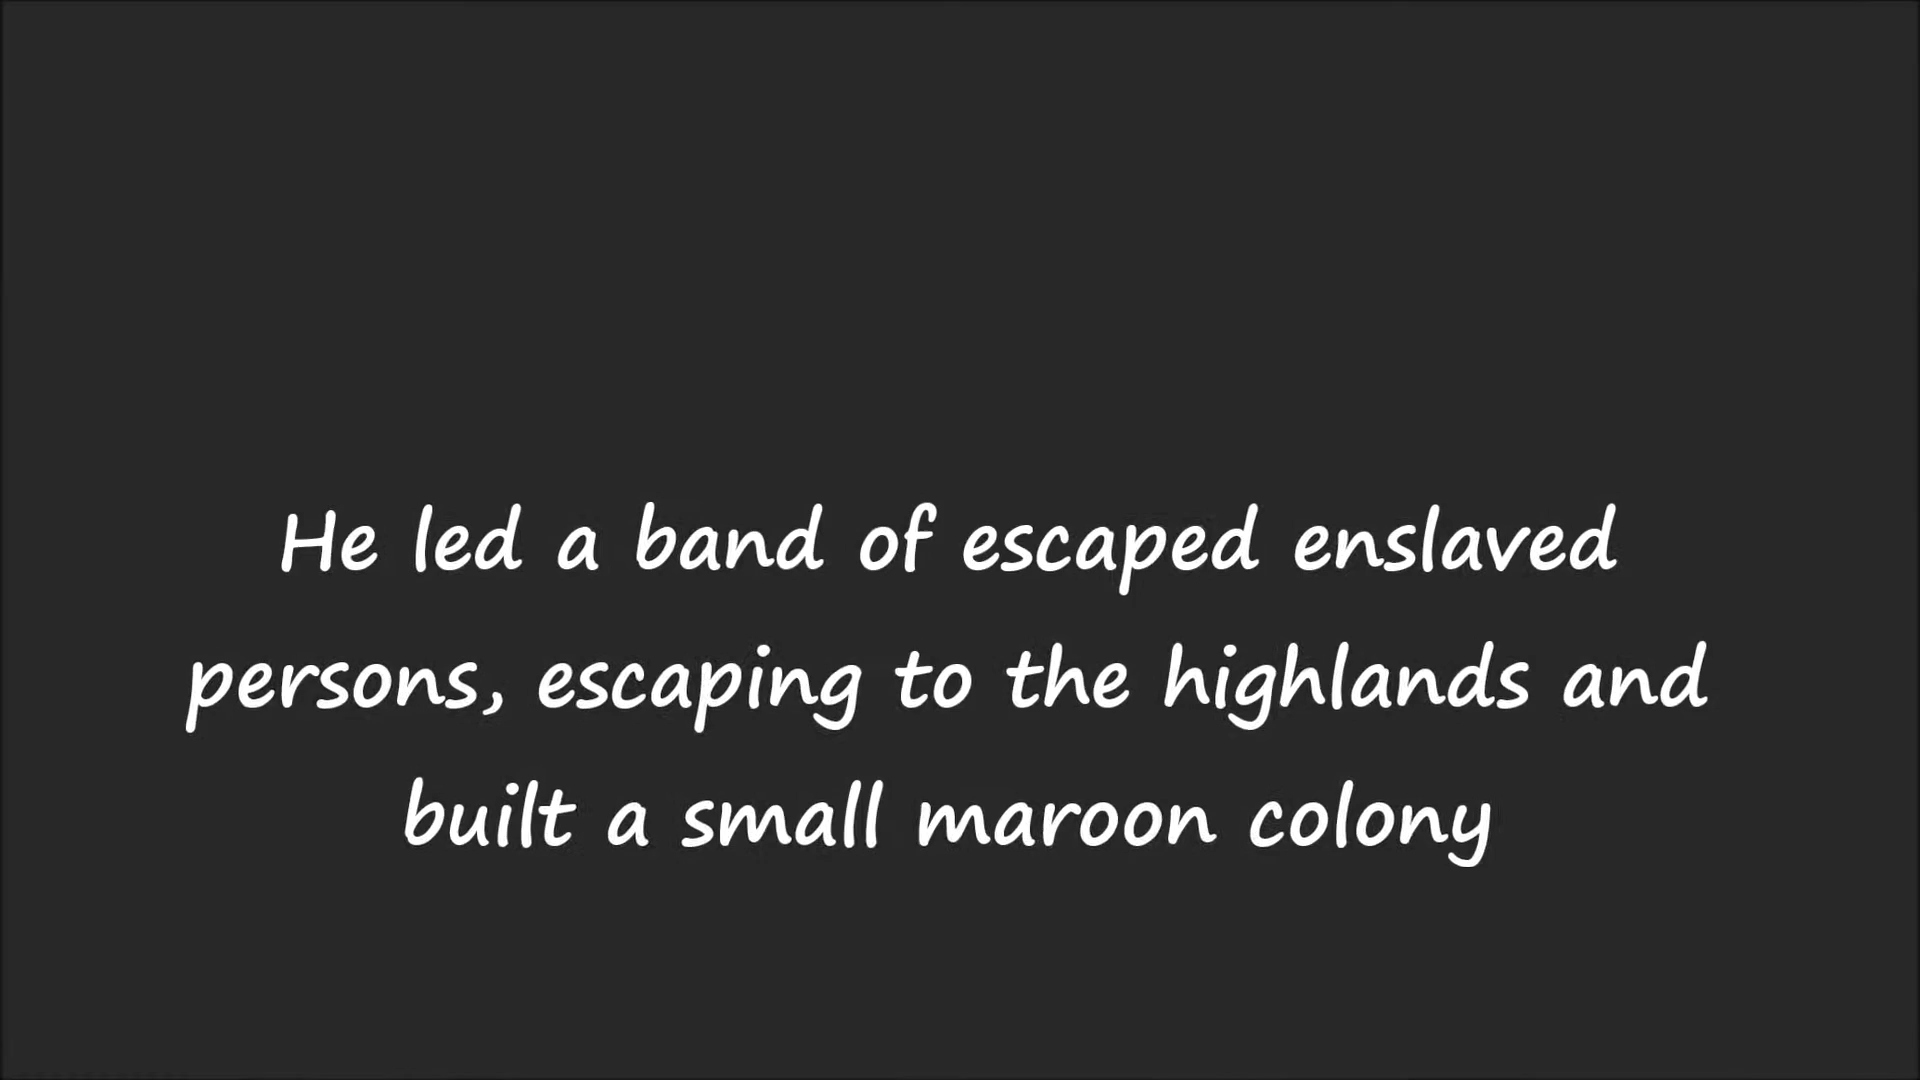 He led a band of escaped enslaved
persons, escaping to the highlands and
built a small maroon colony